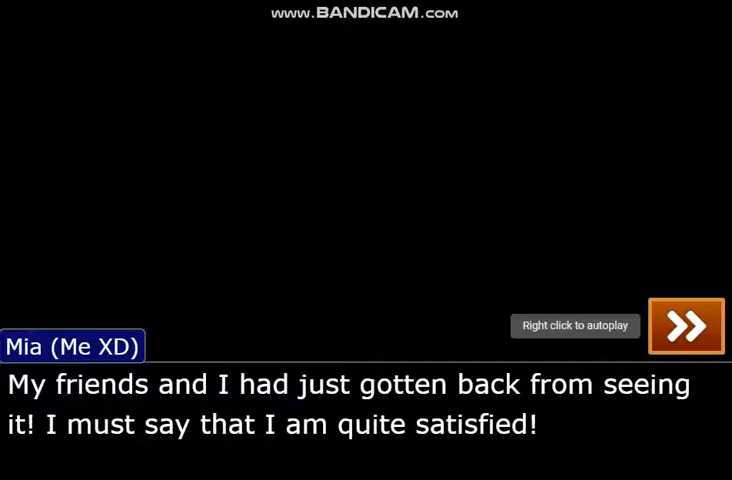 www.BANDICAM.com
Right click to autoplay
Mia (Me XD)
My friends and I had just gotten back from seeing
it! I must say that I am quite satisfied!